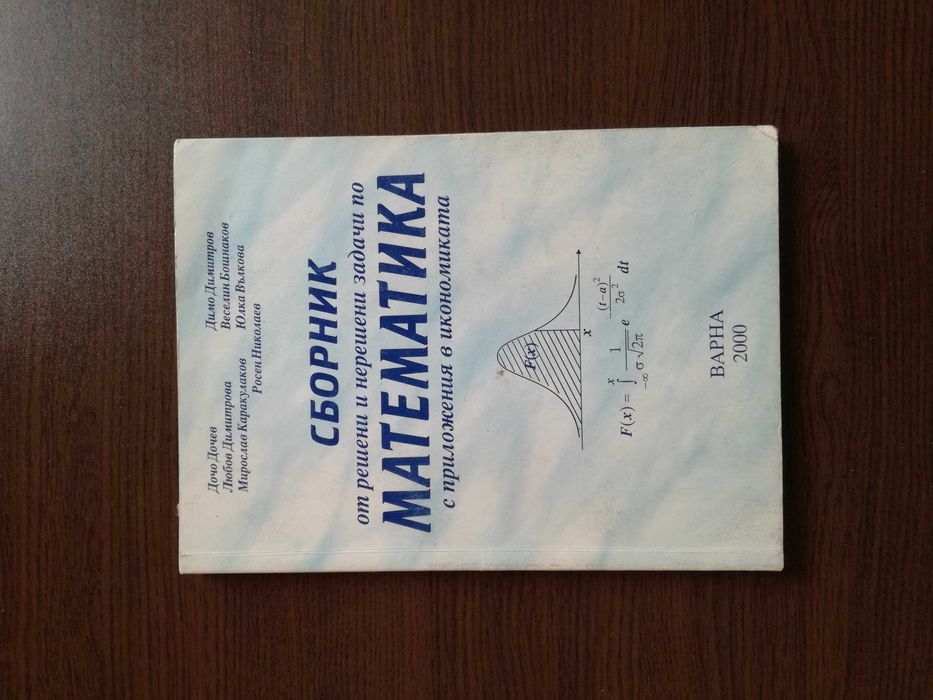 Дочо Дочев
Любов Димитрова
Мирослав Каракулаков
Димо Димитров
Веселин Бошнаков
Юлка Вълкова
Росен Николаев
СБОРНИК
от решени и нерешени задачи по
МАТЕМАТИКА
с приложения в икономиката
F(x)
x
F(x) = ∫_{-∞}^{x} 1/(σ√2π) e^{-(t-a)²/2σ²} dt
ВАРНА
2000